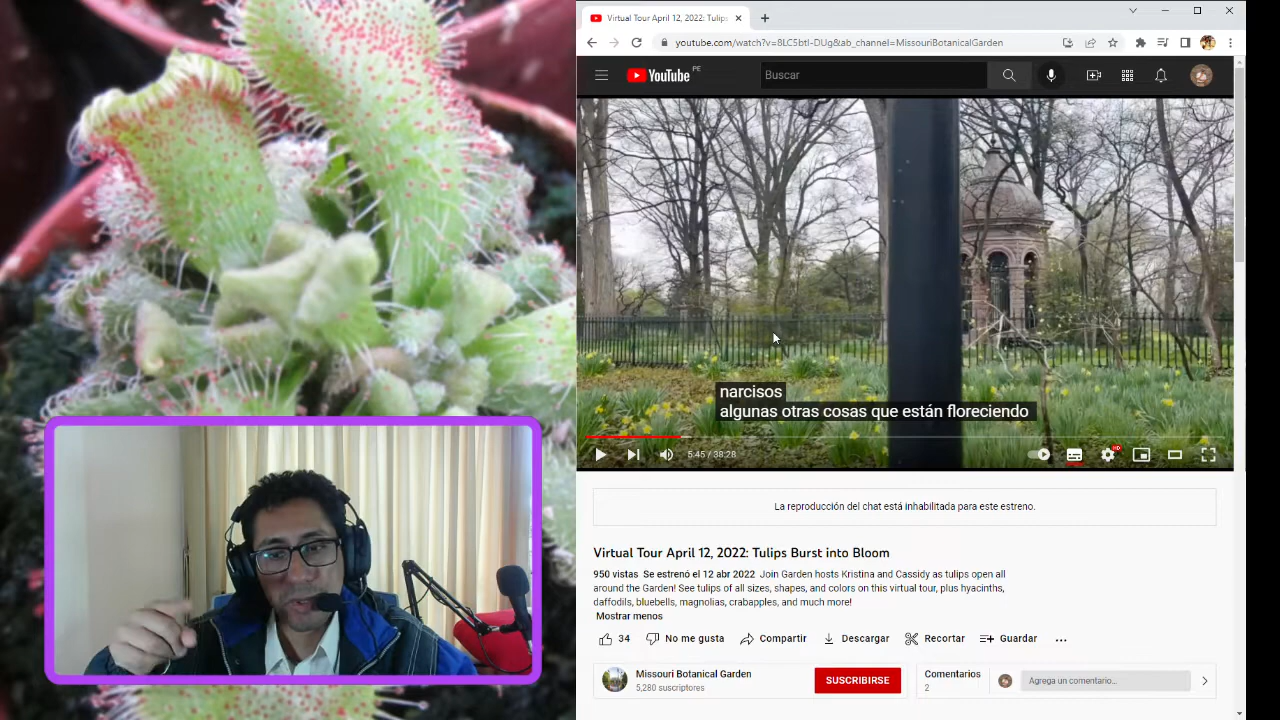 Virtual Tour April 12, 2022: Tulips
youtube.com/watch?v=8LC5btI-DUg&ab_channel=MissouriBotanicalGarden
YouTube PE
Buscar
narcisos
algunas otras cosas que están floreciendo
5:45 / 38:28
HD
La reproducción del chat está inhabilitada para este estreno.
Virtual Tour April 12, 2022: Tulips Burst into Bloom
950 vistas Se estrenó el 12 abr 2022 Join Garden hosts Kristina and Cassidy as tulips open all
around the Garden! See tulips of all sizes, shapes, and colors on this virtual tour, plus hyacinths,
daffodils, bluebells, magnolias, crabapples, and much more!
Mostrar menos
34 No me gusta Compartir Descargar Recortar Guardar
Missouri Botanical Garden
5,280 suscriptores
SUSCRIBIRSE
Comentarios
2
Agrega un comentario...